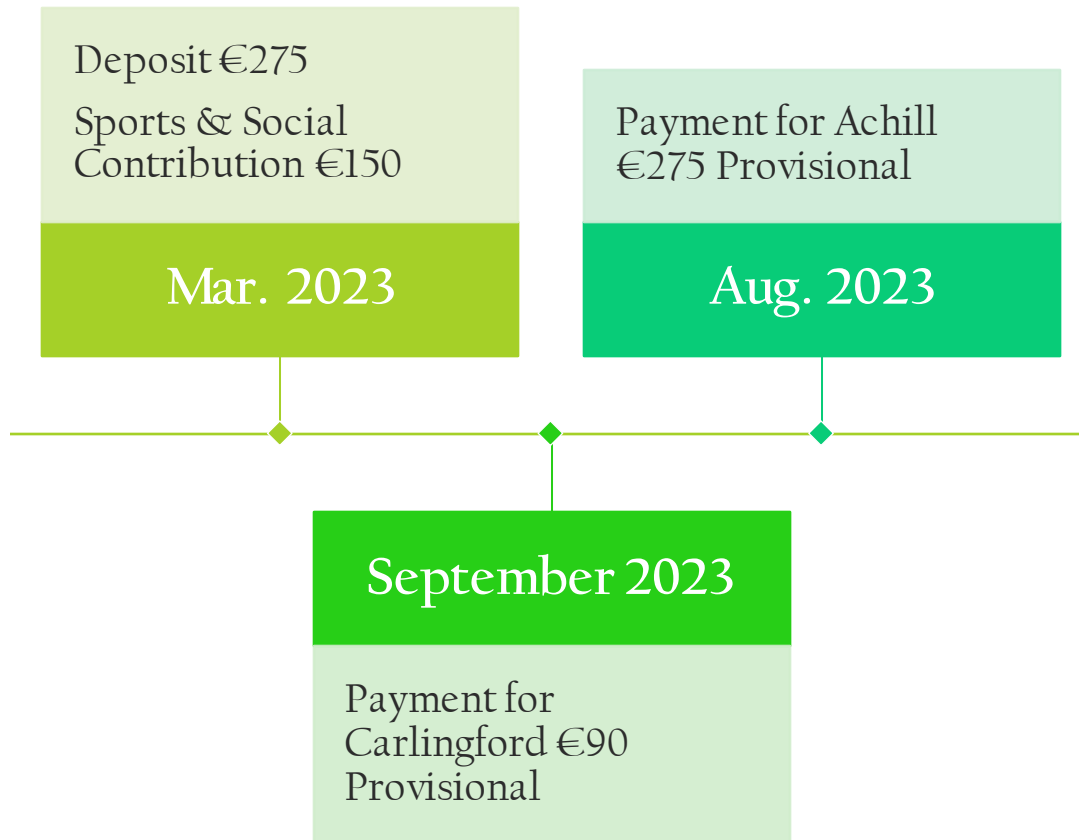 Deposit €275
Sports & Social
Contribution €150
Mar. 2023
Payment for Achill
€275 Provisional
Aug. 2023
September 2023
Payment for
Carlingford €90
Provisional